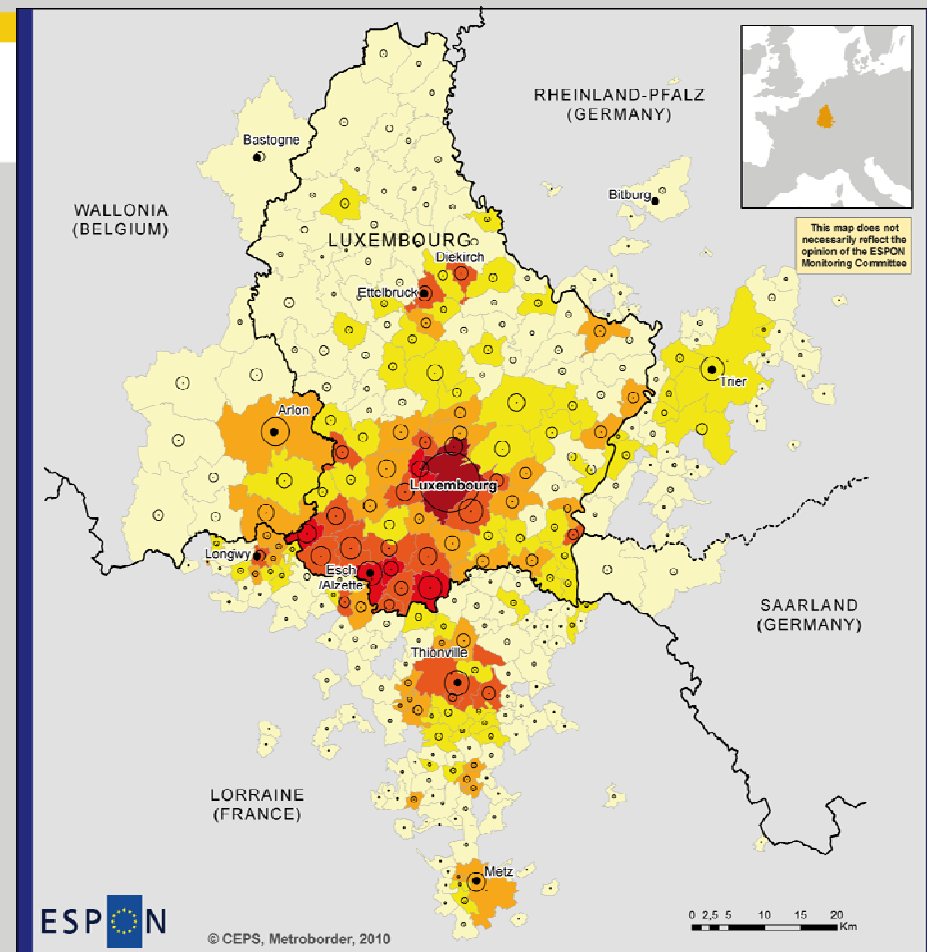 RHEINLAND-PFALZ
(GERMANY)
Bastogne
Bitburg
WALLONIA
(BELGIUM)
This map does not
necessarily reflect the
opinion of the ESPON
Monitoring Committee
LUXEMBOURG
Diekirch
Ettelbruck
Trier
Arlon
Luxembourg
Longwy
Esch
/Alzette
SAARLAND
(GERMANY)
Thionville
LORRAINE
(FRANCE)
Metz
ESPON
© CEPS, Metroborder, 2010
0 2,5 5 10 15 20
Km